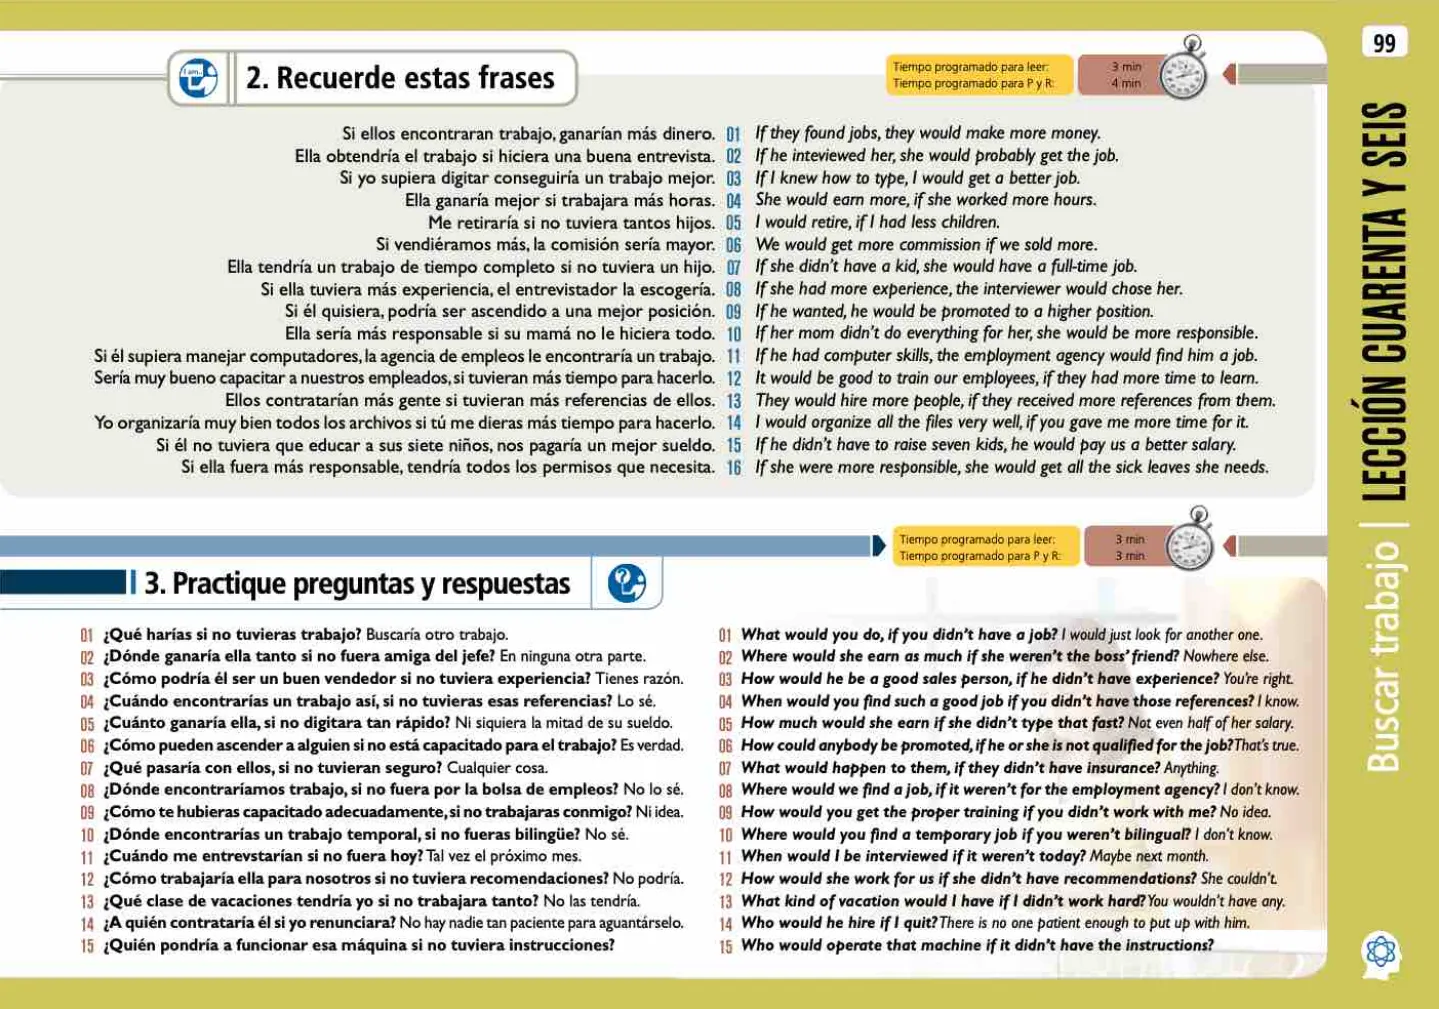 99
I am...
2. Recuerde estas frases
Tiempo programado para leer: 3 min
Tiempo programado para P y R: 4 min
Si ellos encontraran trabajo, ganarían más dinero. 01 If they found jobs, they would make more money.
Ella obtendría el trabajo si hiciera una buena entrevista. 02 If he inteviewed her, she would probably get the job.
Si yo supiera digitar conseguiría un trabajo mejor. 03 If I knew how to type, I would get a better job.
Ella ganaría mejor si trabajara más horas. 04 She would earn more, if she worked more hours.
Me retiraría si no tuviera tantos hijos. 05 I would retire, if I had less children.
Si vendiéramos más, la comisión sería mayor. 06 We would get more commission if we sold more.
Ella tendría un trabajo de tiempo completo si no tuviera un hijo. 07 If she didn't have a kid, she would have a full-time job.
Si ella tuviera más experiencia, el entrevistador la escogería. 08 If she had more experience, the interviewer would chose her.
Si él quisiera, podría ser ascendido a una mejor posición. 09 If he wanted, he would be promoted to a higher position.
Ella sería más responsable si su mamá no le hiciera todo. 10 If her mom didn't do everything for her, she would be more responsible.
Si él supiera manejar computadores, la agencia de empleos le encontraría un trabajo. 11 If he had computer skills, the employment agency would find him a job.
Sería muy bueno capacitar a nuestros empleados, si tuvieran más tiempo para hacerlo. 12 It would be good to train our employees, if they had more time to learn.
Ellos contratarían más gente si tuvieran más referencias de ellos. 13 They would hire more people, if they received more references from them.
Yo organizaría muy bien todos los archivos si tú me dieras más tiempo para hacerlo. 14 I would organize all the files very well, if you gave me more time for it.
Si él no tuviera que educar a sus siete niños, nos pagaría un mejor sueldo. 15 If he didn't have to raise seven kids, he would pay us a better salary.
Si ella fuera más responsable, tendría todos los permisos que necesita. 16 If she were more responsible, she would get all the sick leaves she needs.
Tiempo programado para leer: 3 min
Tiempo programado para P y R: 3 min
3. Practique preguntas y respuestas
01 ¿Qué harías si no tuvieras trabajo? Buscaría otro trabajo.
02 ¿Dónde ganaría ella tanto si no fuera amiga del jefe? En ninguna otra parte.
03 ¿Cómo podría él ser un buen vendedor si no tuviera experiencia? Tienes razón.
04 ¿Cuándo encontrarías un trabajo así, si no tuvieras esas referencias? Lo sé.
05 ¿Cuánto ganaría ella, si no digitara tan rápido? Ni siquiera la mitad de su sueldo.
06 ¿Cómo pueden ascender a alguien si no está capacitado para el trabajo? Es verdad.
07 ¿Qué pasaría con ellos, si no tuvieran seguro? Cualquier cosa.
08 ¿Dónde encontraríamos trabajo, si no fuera por la bolsa de empleos? No lo sé.
09 ¿Cómo te hubieras capacitado adecuadamente, si no trabajaras conmigo? Ni idea.
10 ¿Dónde encontrarías un trabajo temporal, si no fueras bilingüe? No sé.
11 ¿Cuándo me entrevstarían si no fuera hoy? Tal vez el próximo mes.
12 ¿Cómo trabajaría ella para nosotros si no tuviera recomendaciones? No podría.
13 ¿Qué clase de vacaciones tendría yo si no trabajara tanto? No las tendría.
14 ¿A quién contrataría él si yo renunciara? No hay nadie tan paciente para aguantárselo.
15 ¿Quién pondría a funcionar esa máquina si no tuviera instrucciones?
01 What would you do, if you didn't have a job? I would just look for another one.
02 Where would she earn as much if she weren't the boss' friend? Nowhere else.
03 How would he be a good sales person, if he didn't have experience? You're right.
04 When would you find such a good job if you didn't have those references? I know.
05 How much would she earn if she didn't type that fast? Not even half of her salary.
06 How could anybody be promoted, if he or she is not qualified for the job? That's true.
07 What would happen to them, if they didn't have insurance? Anything.
08 Where would we find a job, if it weren't for the employment agency? I don't know.
09 How would you get the proper training if you didn't work with me? No idea.
10 Where would you find a temporary job if you weren't bilingual? I don't know.
11 When would I be interviewed if it weren't today? Maybe next month.
12 How would she work for us if she didn't have recommendations? She couldn't.
13 What kind of vacation would I have if I didn't work hard? You wouldn't have any.
14 Who would he hire if I quit? There is no one patient enough to put up with him.
15 Who would operate that machine if it didn't have the instructions?
Buscar trabajo | LECCIÓN CUARENTA Y SEIS